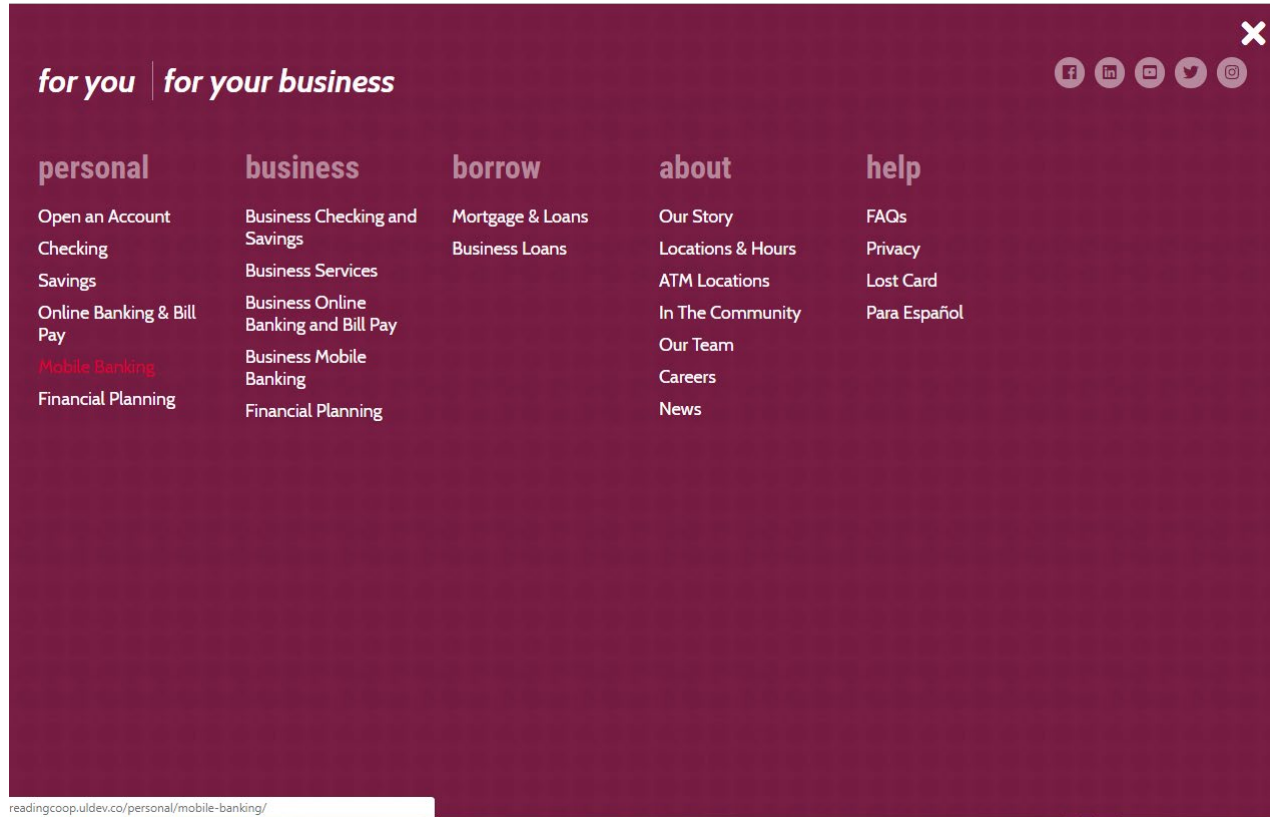 for you | for your business
personal
Open an Account
Checking
Savings
Online Banking & Bill
Pay
Mobile Banking
Financial Planning
business
Business Checking and
Savings
Business Services
Business Online
Banking and Bill Pay
Business Mobile
Banking
Financial Planning
borrow
Mortgage & Loans
Business Loans
about
Our Story
Locations & Hours
ATM Locations
In The Community
Our Team
Careers
News
help
FAQs
Privacy
Lost Card
Para Español
readingcoop.uldev.co/personal/mobile-banking/